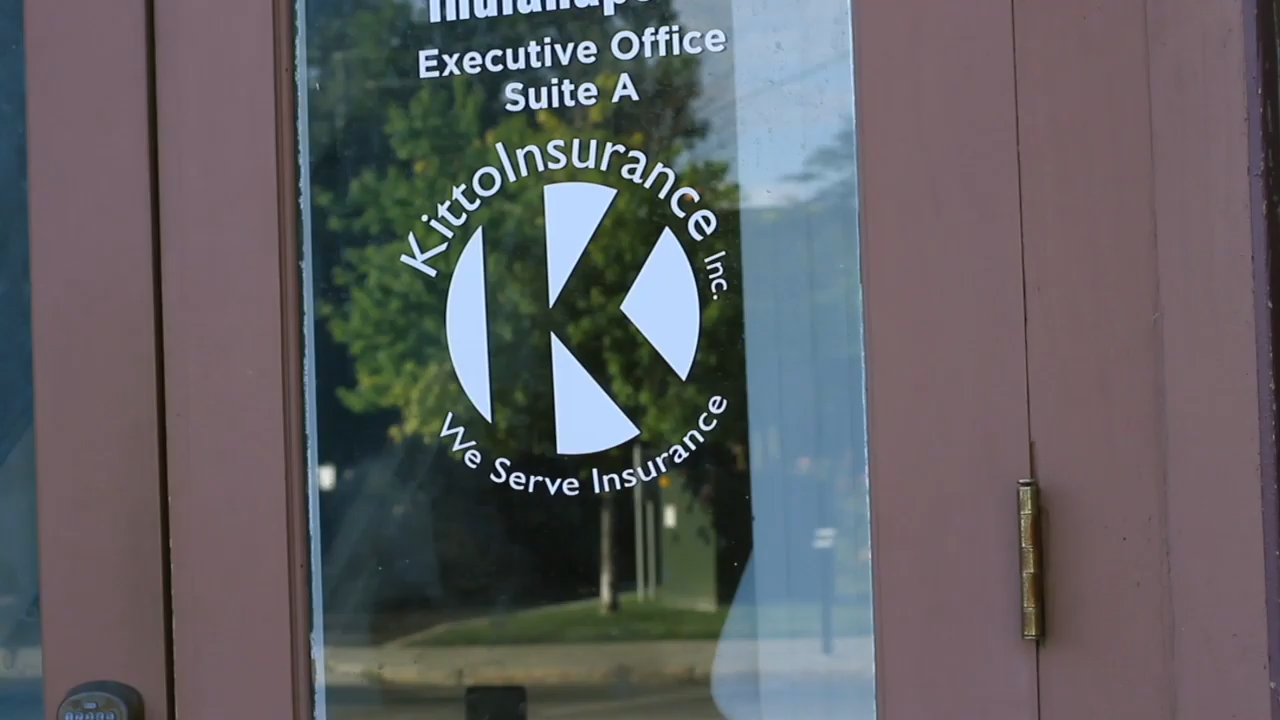 Executive Office
Suite A
KittoInsurance Inc.
K
We Serve Insurance